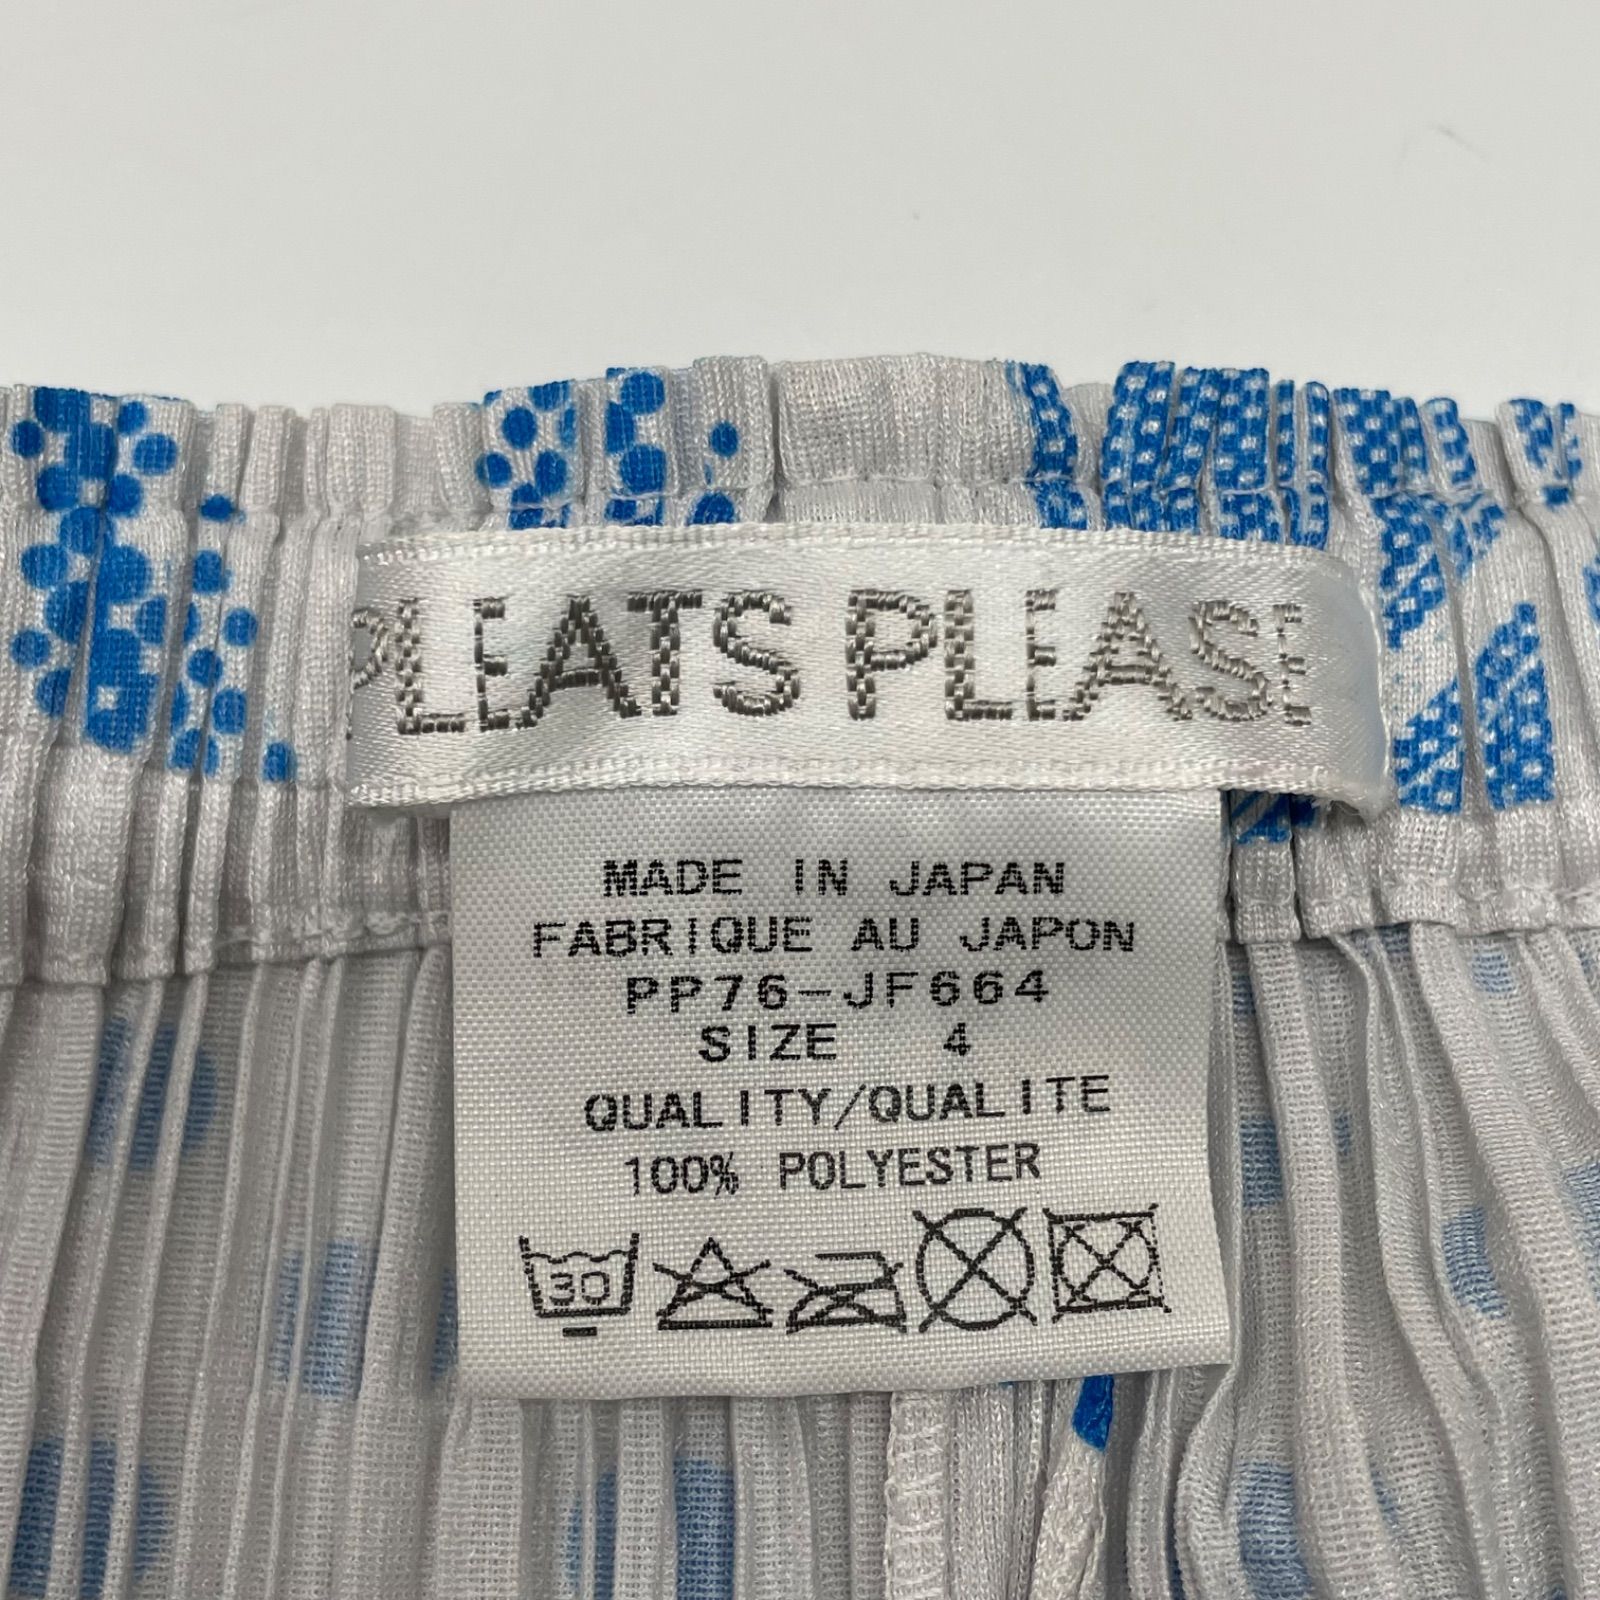 PLEATS PLEASE
MADE IN JAPAN
FABRIQUE AU JAPON
PP76-JF664
SIZE 4
QUALITY/QUALITE
100% POLYESTER
30